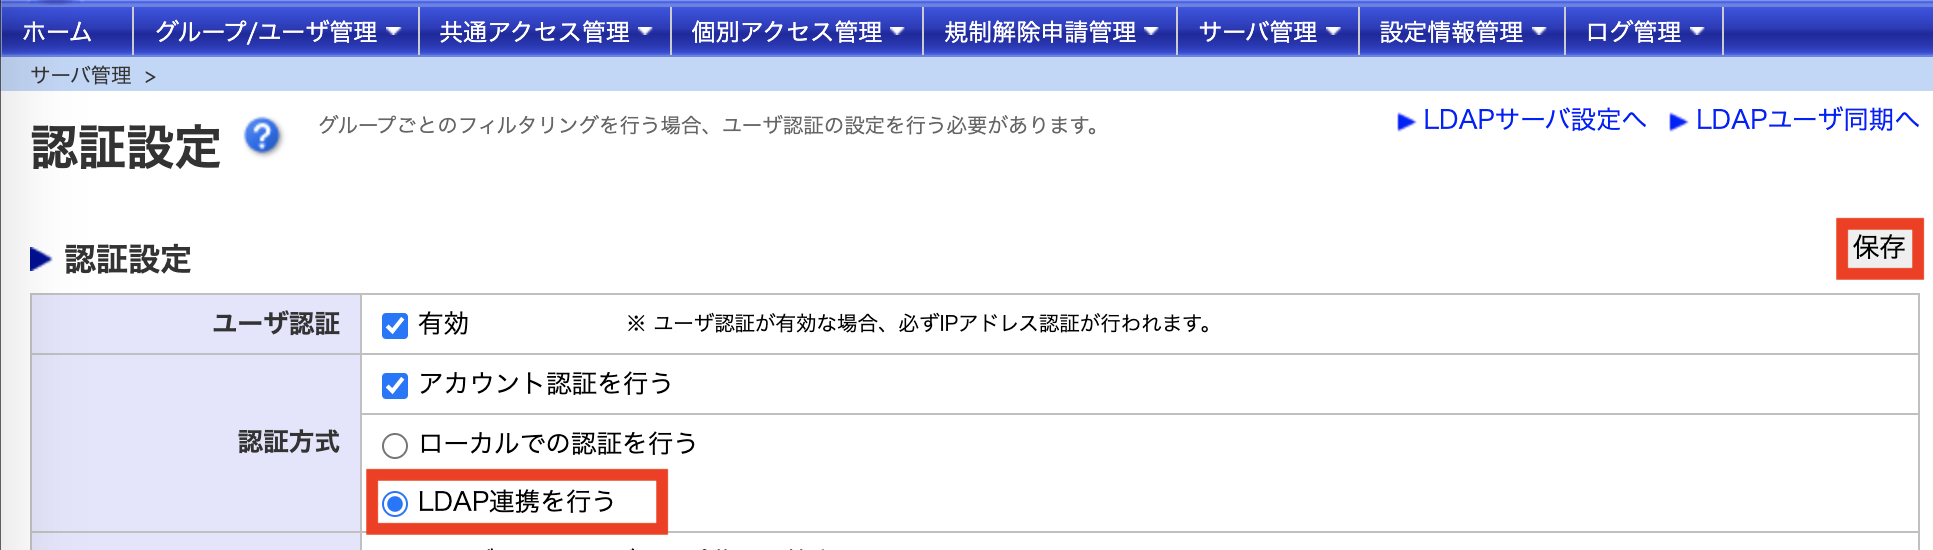 ホーム グループ/ユーザ管理 共通アクセス管理 個別アクセス管理 規制解除申請管理 サーバ管理 設定情報管理 ログ管理
サーバ管理 >
認証設定 ? グループごとのフィルタリングを行う場合、ユーザ認証の設定を行う必要があります。 LDAPサーバ設定へ LDAPユーザ同期へ
認証設定 保存
ユーザ認証 有効 ※ ユーザ認証が有効な場合、必ずIPアドレス認証が行われます。
アカウント認証を行う
認証方式 ローカルでの認証を行う
LDAP連携を行う